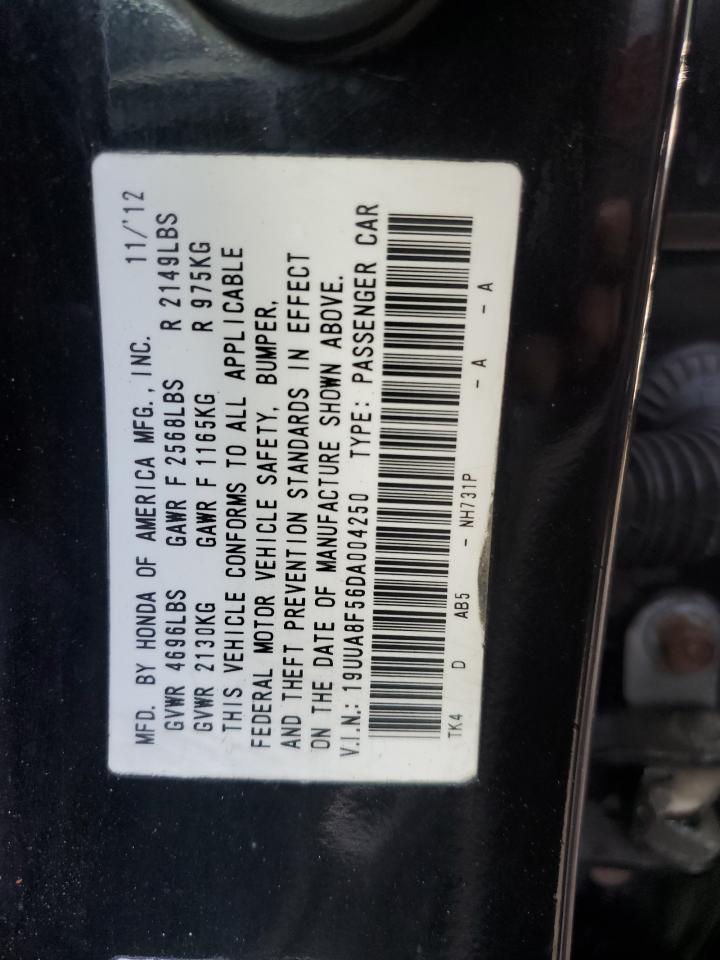 MFD. BY HONDA OF AMERICA MFG., INC. 11/'12
GVWR 4696LBS GAWR F 2568LBS R 2149LBS
GVWR 2130KG GAWR F 1165KG R 975KG
THIS VEHICLE CONFORMS TO ALL APPLICABLE
FEDERAL MOTOR VEHICLE SAFETY, BUMPER,
AND THEFT PREVENTION STANDARDS IN EFFECT
ON THE DATE OF MANUFACTURE SHOWN ABOVE.
V.I.N.: 19UUA8F56DA004250 TYPE: PASSENGER CAR
TK4 D AB5 - NH731P - A - A